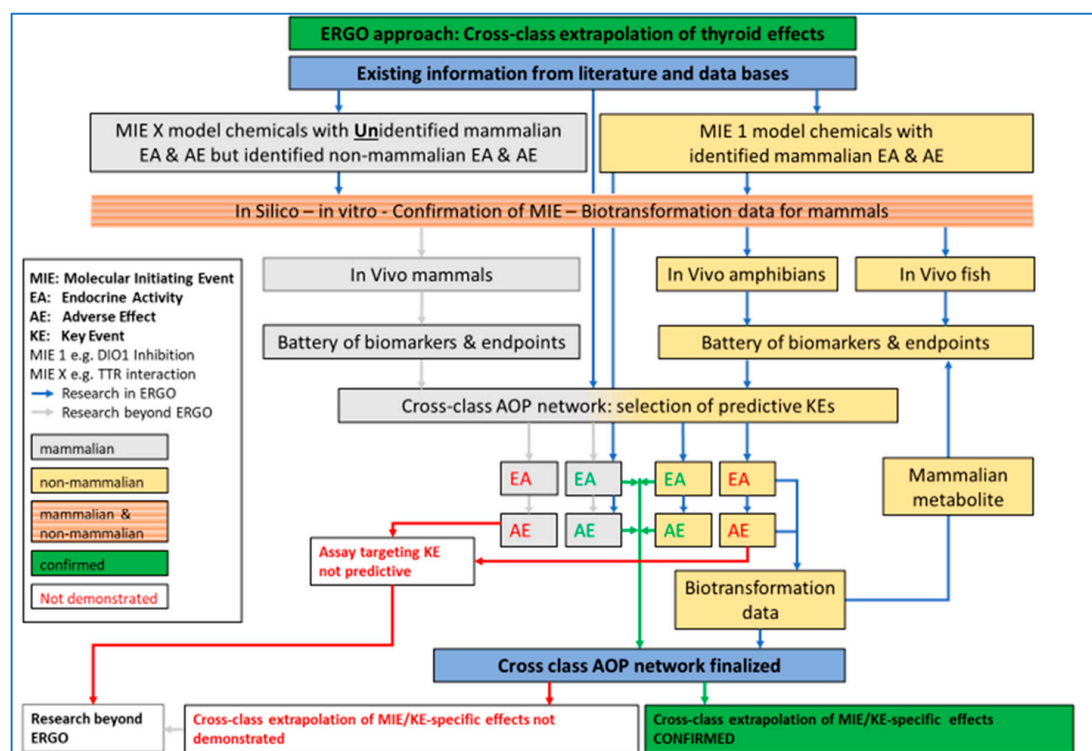 ERGO approach: Cross-class extrapolation of thyroid effects
Existing information from literature and data bases
MIE X model chemicals with Unidentified mammalian
EA & AE but identified non-mammalian EA & AE
MIE 1 model chemicals with
identified mammalian EA & AE
In Silico – in vitro - Confirmation of MIE – Biotransformation data for mammals
In Vivo mammals
In Vivo amphibians
In Vivo fish
Battery of biomarkers & endpoints
Battery of biomarkers & endpoints
Cross-class AOP network: selection of predictive KEs
MIE: Molecular Initiating Event
EA: Endocrine Activity
AE: Adverse Effect
KE: Key Event
MIE 1 e.g. DIO1 Inhibition
MIE X e.g. TTR interaction
Research in ERGO
Research beyond ERGO
mammalian
non-mammalian
mammalian &
non-mammalian
confirmed
Not demonstrated
EA
EA
EA
EA
AE
AE
AE
AE
Mammalian
metabolite
Assay targeting KE
not predictive
Biotransformation
data
Cross class AOP network finalized
Research beyond
ERGO
Cross-class extrapolation of MIE/KE-specific effects not
demonstrated
Cross-class extrapolation of MIE/KE-specific effects
CONFIRMED